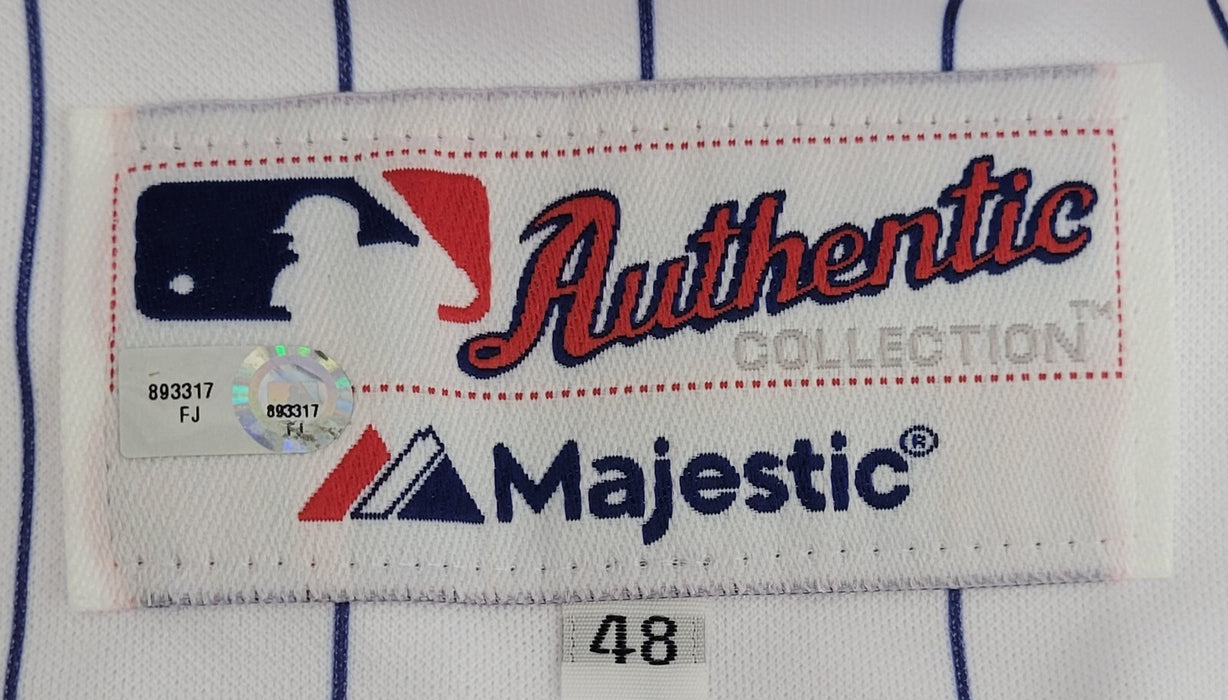 Authentic
COLLECTION™
893317
FJ
893317
FJ
Majestic®
48